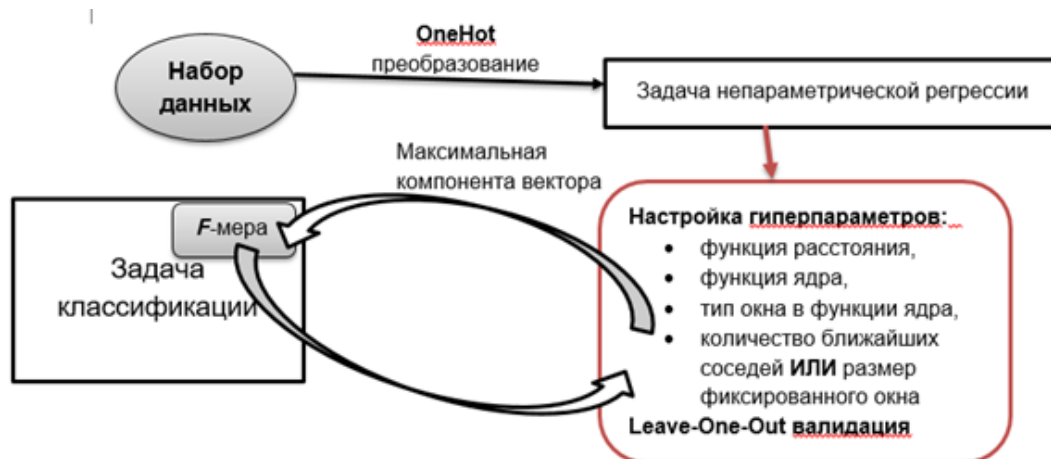 Набор
данных
OneHot
преобразование
Задача непараметрической регрессии
Максимальная
компонента вектора
F-мера
Задача
классификации
Настройка гиперпараметров:
• функция расстояния,
• функция ядра,
• тип окна в функции ядра,
• количество ближайших
соседей ИЛИ размер
фиксированного окна
Leave-One-Out валидация